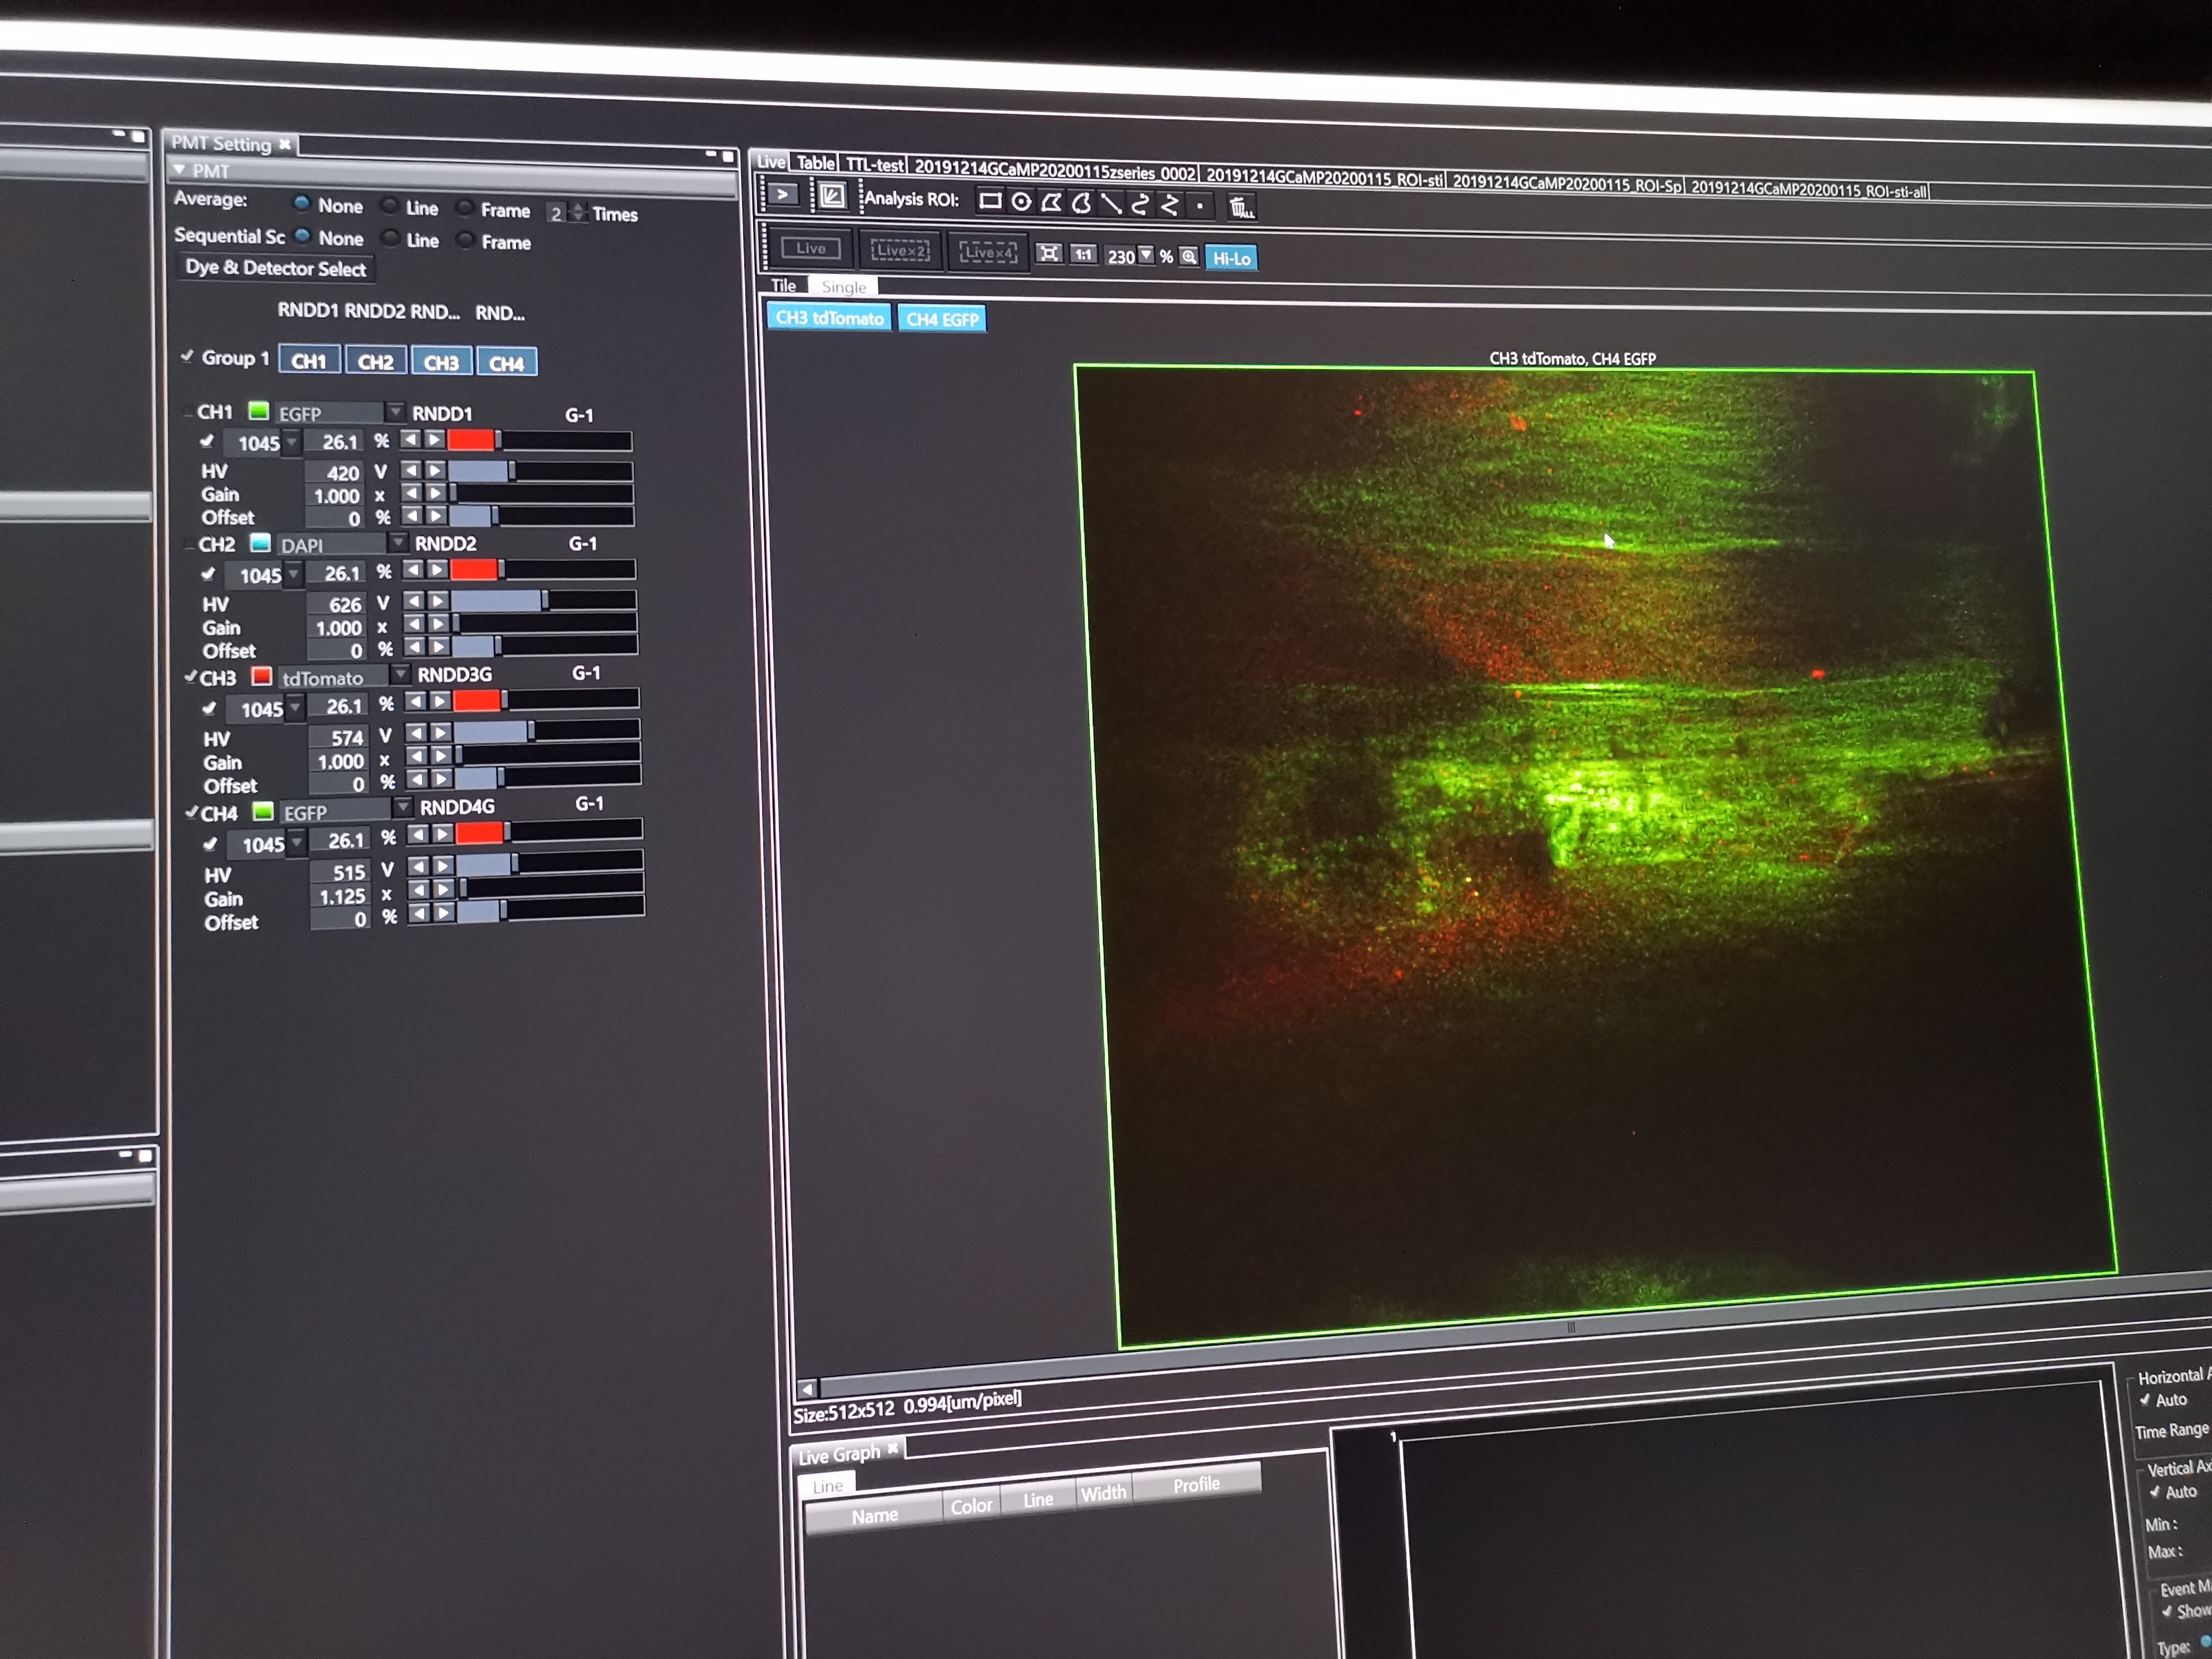 PMT Setting
PMT
Average: None Line Frame 2 Times
Sequential Sc None Line Frame
Dye & Detector Select
RNDD1 RNDD2 RND... RND...
Group 1 CH1 CH2 CH3 CH4
CH1 EGFP RNDD1 G-1
1045 26.1 %
HV 420 V
Gain 1.000 x
Offset 0 %
CH2 DAPI RNDD2 G-1
1045 26.1 %
HV 626 V
Gain 1.000 x
Offset 0 %
CH3 tdTomato RNDD3G G-1
1045 26.1 %
HV 574 V
Gain 1.000 x
Offset 0 %
CH4 EGFP RNDD4G G-1
1045 26.1 %
HV 515 V
Gain 1.125 x
Offset 0 %
Live Table TTL-test 20191214GCaMP20200115zseries_0002 20191214GCaMP20200115_ROI-sti 20191214GCaMP20200115_ROI-Sp 20191214GCaMP20200115_ROI-sti-all
Analysis ROI: ALL
Live Live×2 Live×4 1:1 230 % Hi-Lo
Tile Single
CH3 tdTomato CH4 EGFP
CH3 tdTomato, CH4 EGFP
Size:512x512 0.994[um/pixel]
Live Graph
Line
Name Color Line Width Profile
1
Horizontal A
Auto
Time Range
Vertical Ax
Auto
Min :
Max :
Event M
Show
Type: